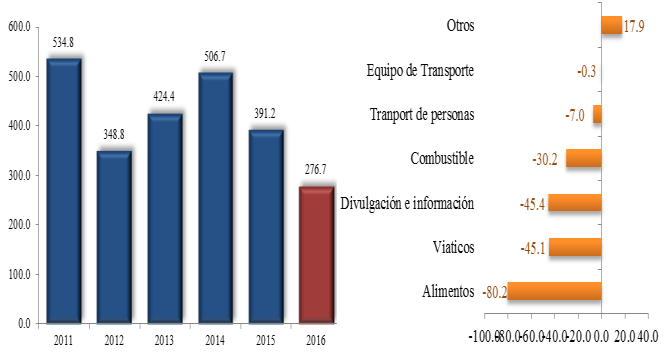 600.0
500.0
400.0
300.0
200.0
100.0
0.0
534.8
348.8
424.4
506.7
391.2
276.7
2011 2012 2013 2014 2015 2016
Otros 17.9
Equipo de Transporte -0.3
Tranport de personas -7.0
Combustible -30.2
Divulgación e información -45.4
Viaticos -45.1
Alimentos -80.2
-100.0 -80.0 -60.0 -40.0 -20.0 0.0 20.0 40.0